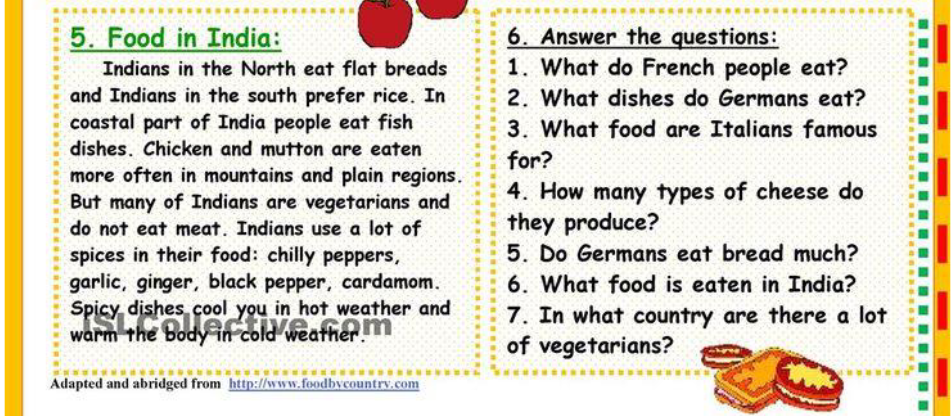 5. Food in India:
Indians in the North eat flat breads
and Indians in the south prefer rice. In
coastal part of India people eat fish
dishes. Chicken and mutton are eaten
more often in mountains and plain regions.
But many of Indians are vegetarians and
do not eat meat. Indians use a lot of
spices in their food: chilly peppers,
garlic, ginger, black pepper, cardamom.
Spicy dishes cool you in hot weather and
iSLCollective.com
warm the body in cold weather.
Adapted and abridged from http://www.foodbycountry.com
6. Answer the questions:
1. What do French people eat?
2. What dishes do Germans eat?
3. What food are Italians famous
for?
4. How many types of cheese do
they produce?
5. Do Germans eat bread much?
6. What food is eaten in India?
7. In what country are there a lot
of vegetarians?